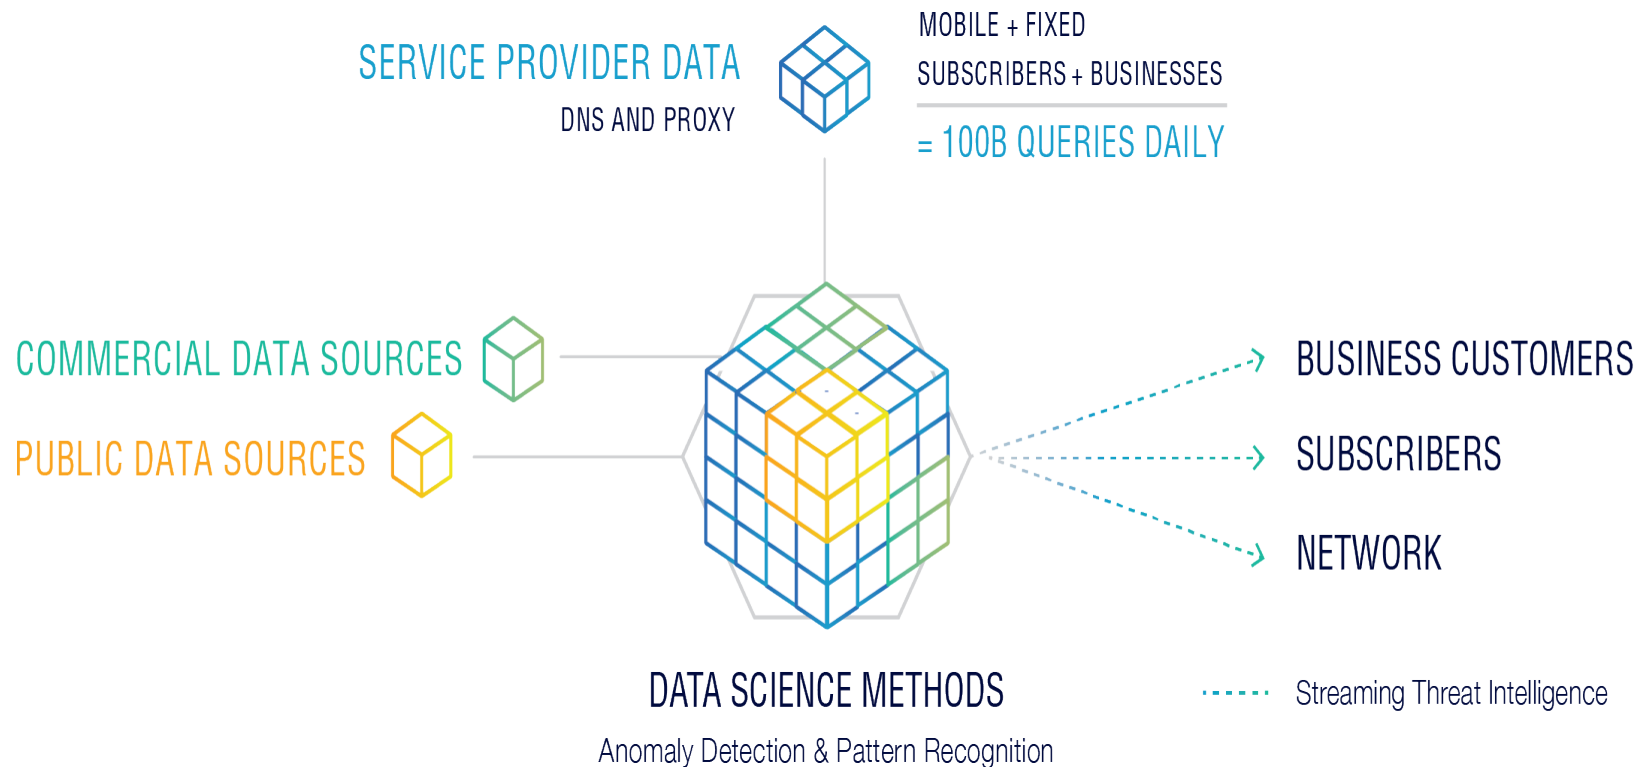 SERVICE PROVIDER DATA
DNS AND PROXY
MOBILE + FIXED
SUBSCRIBERS + BUSINESSES
= 100B QUERIES DAILY
COMMERCIAL DATA SOURCES
PUBLIC DATA SOURCES
BUSINESS CUSTOMERS
SUBSCRIBERS
NETWORK
DATA SCIENCE METHODS
Anomaly Detection & Pattern Recognition
Streaming Threat Intelligence